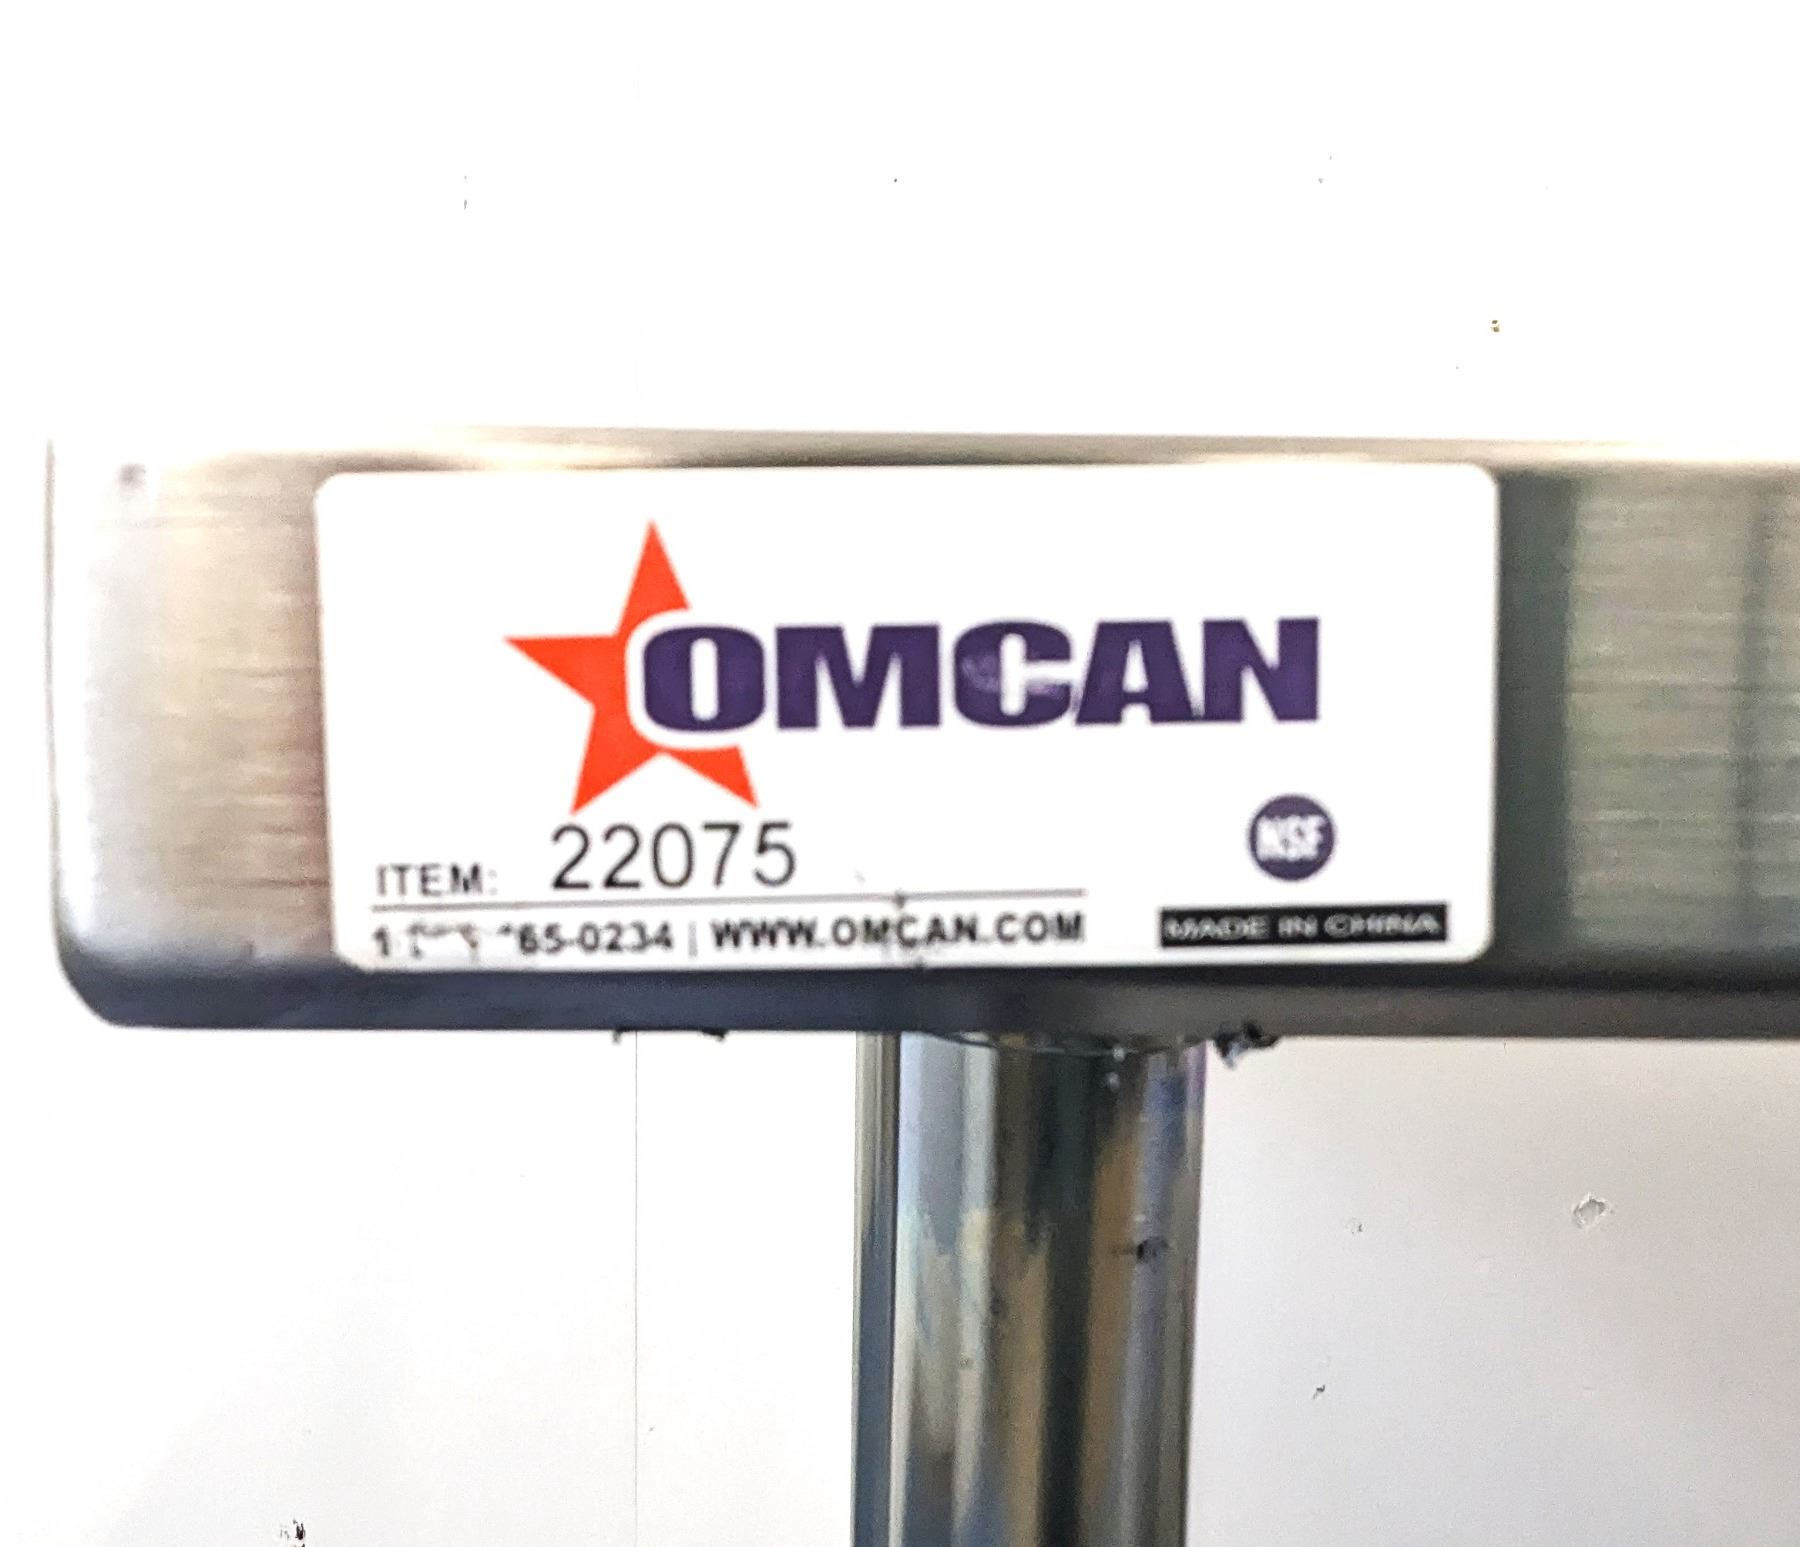 OMCAN
ITEM: 22075
NSF
65-0234 | WWW.OMCAN.COM
MADE IN CHINA